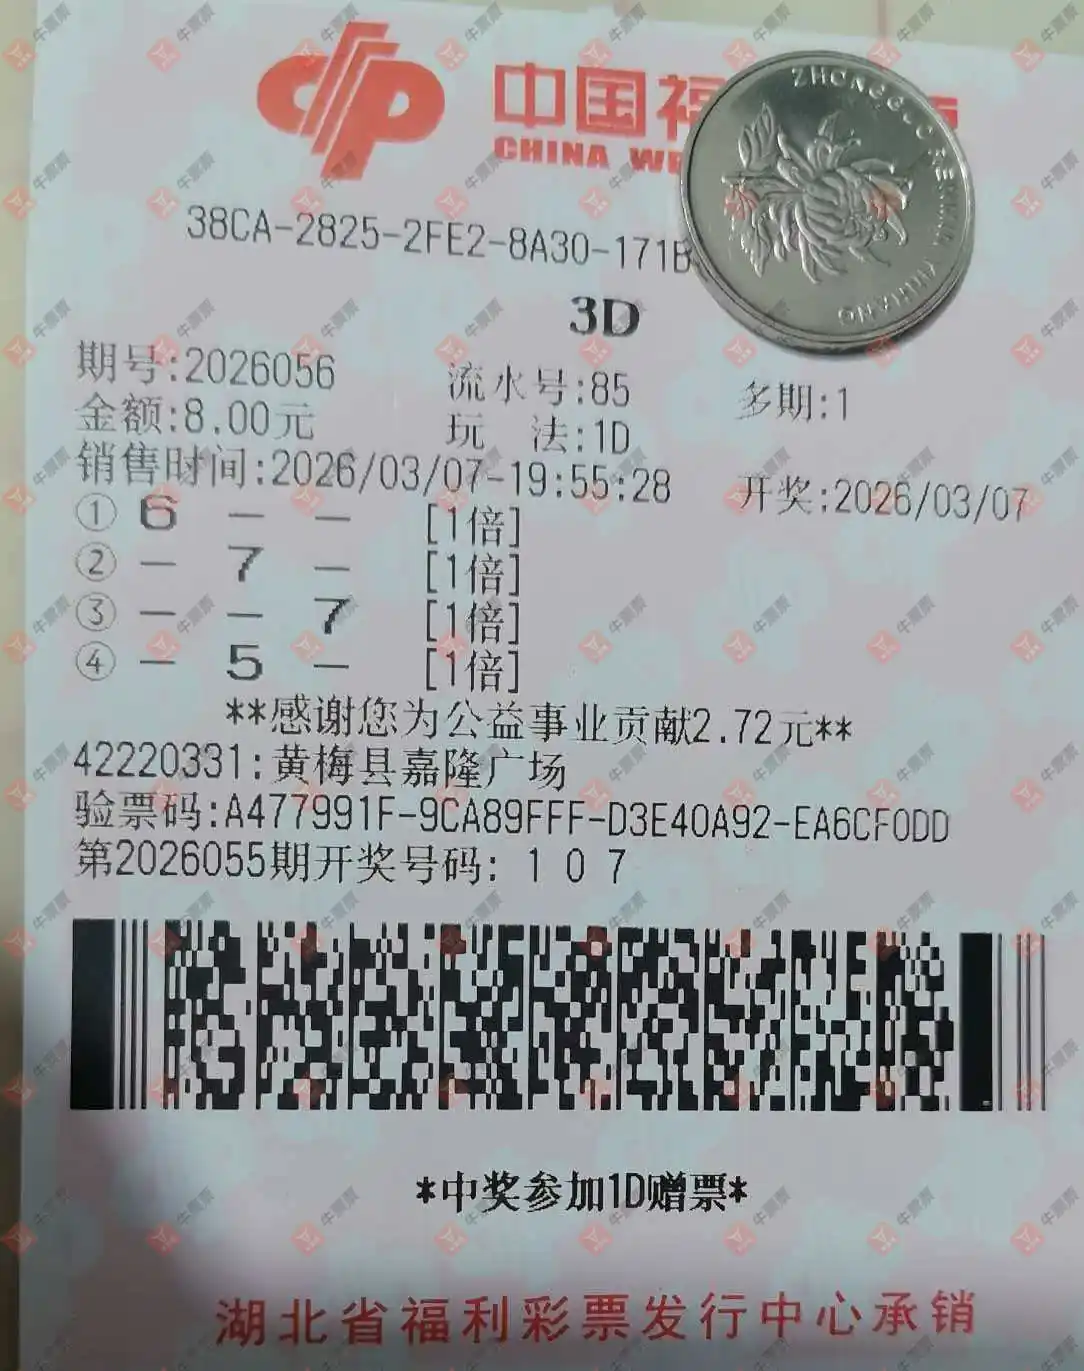 中国福
CHINA WE
ZHONGGUO RENMIN YINHANG
38CA-2825-2FE2-8A30-171B
3D
期号:2026056 流水号:85 多期:1
金额:8.00元 玩 法:1D
销售时间:2026/03/07-19:55:28 开奖:2026/03/07
① 6 — — [1倍]
② — 7 — [1倍]
③ — — 7 [1倍]
④ — 5 — [1倍]
**感谢您为公益事业贡献2.72元**
42220331:黄梅县嘉隆广场
验票码:A477991F-9CA89FFF-D3E40A92-EA6CF0DD
第2026055期开奖号码: 1 0 7
*中奖参加1D赠票*
湖北省福利彩票发行中心承销
牛票票